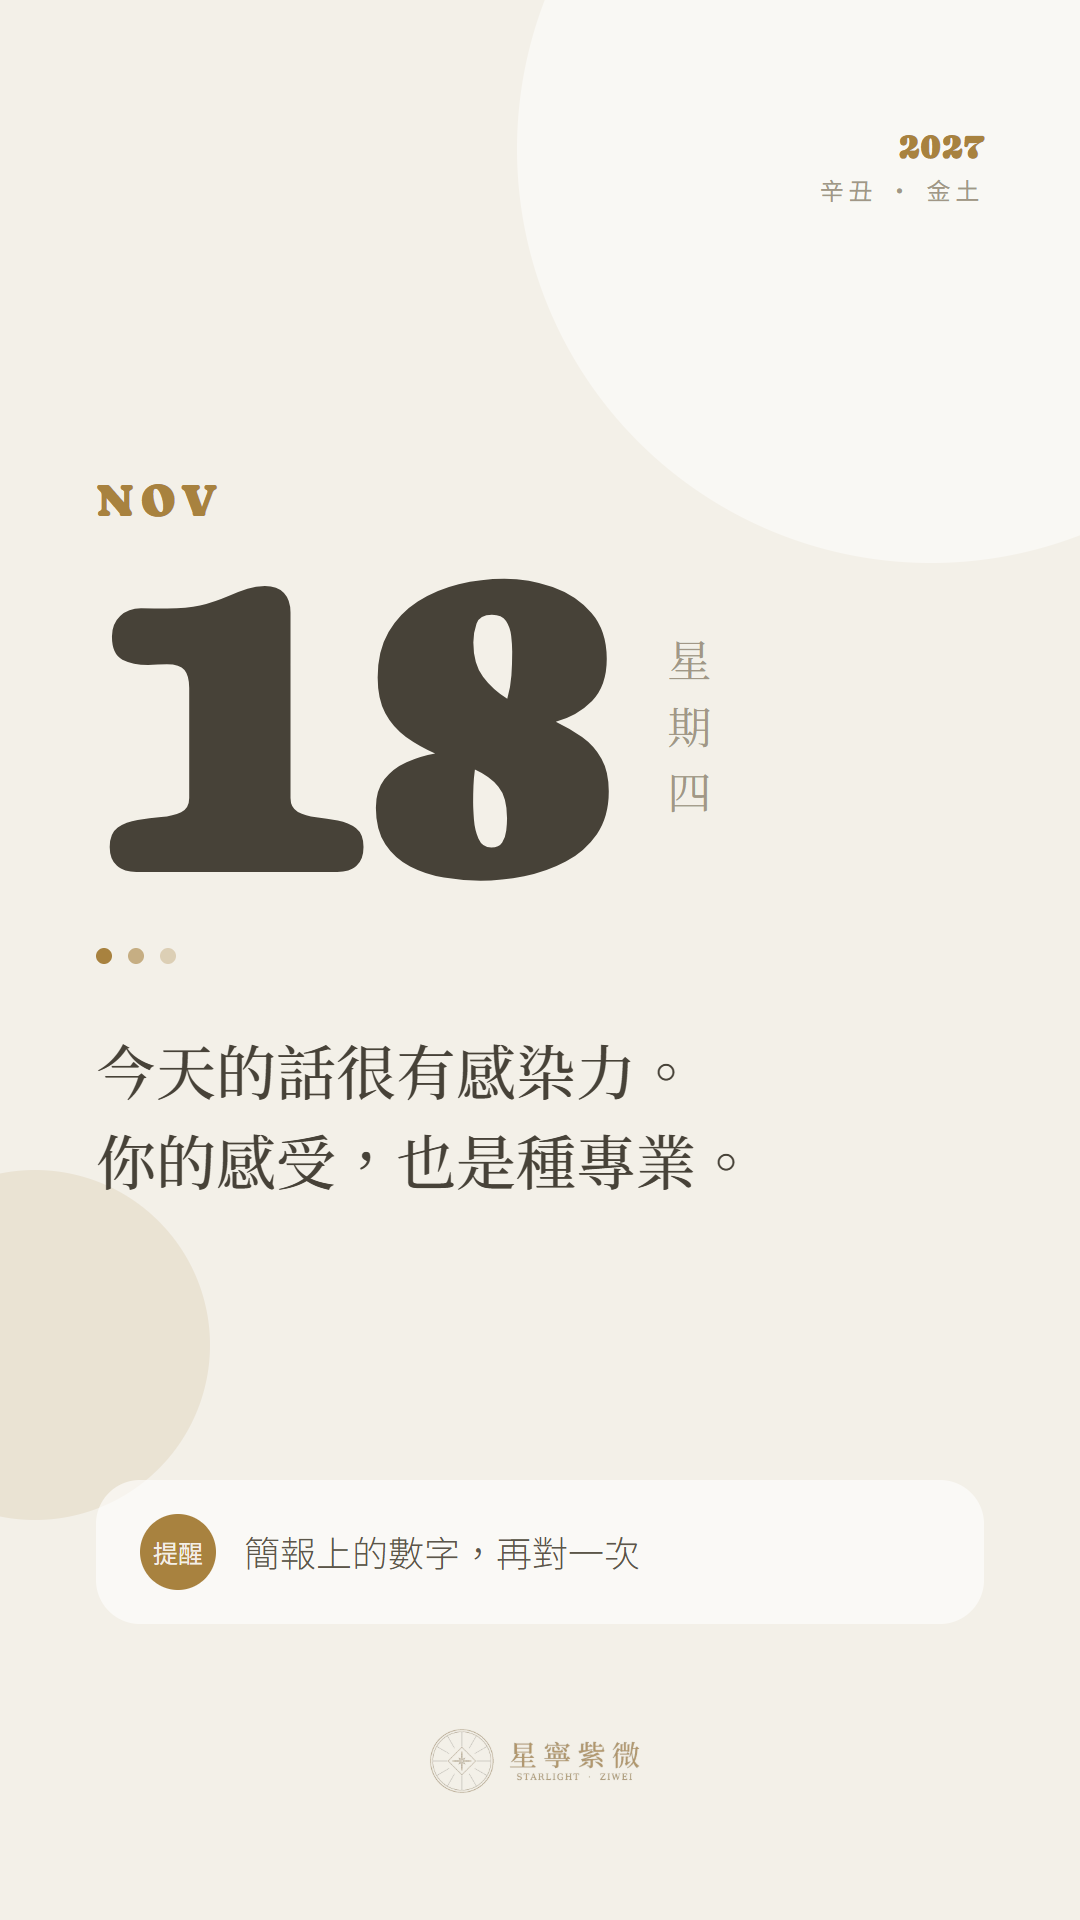 2027
辛丑 · 金土
NOV
18
星期四
今天的話很有感染力。
你的感受，也是種專業。
提醒
簡報上的數字，再對一次
星寧紫微
STARLIGHT · ZIWEI